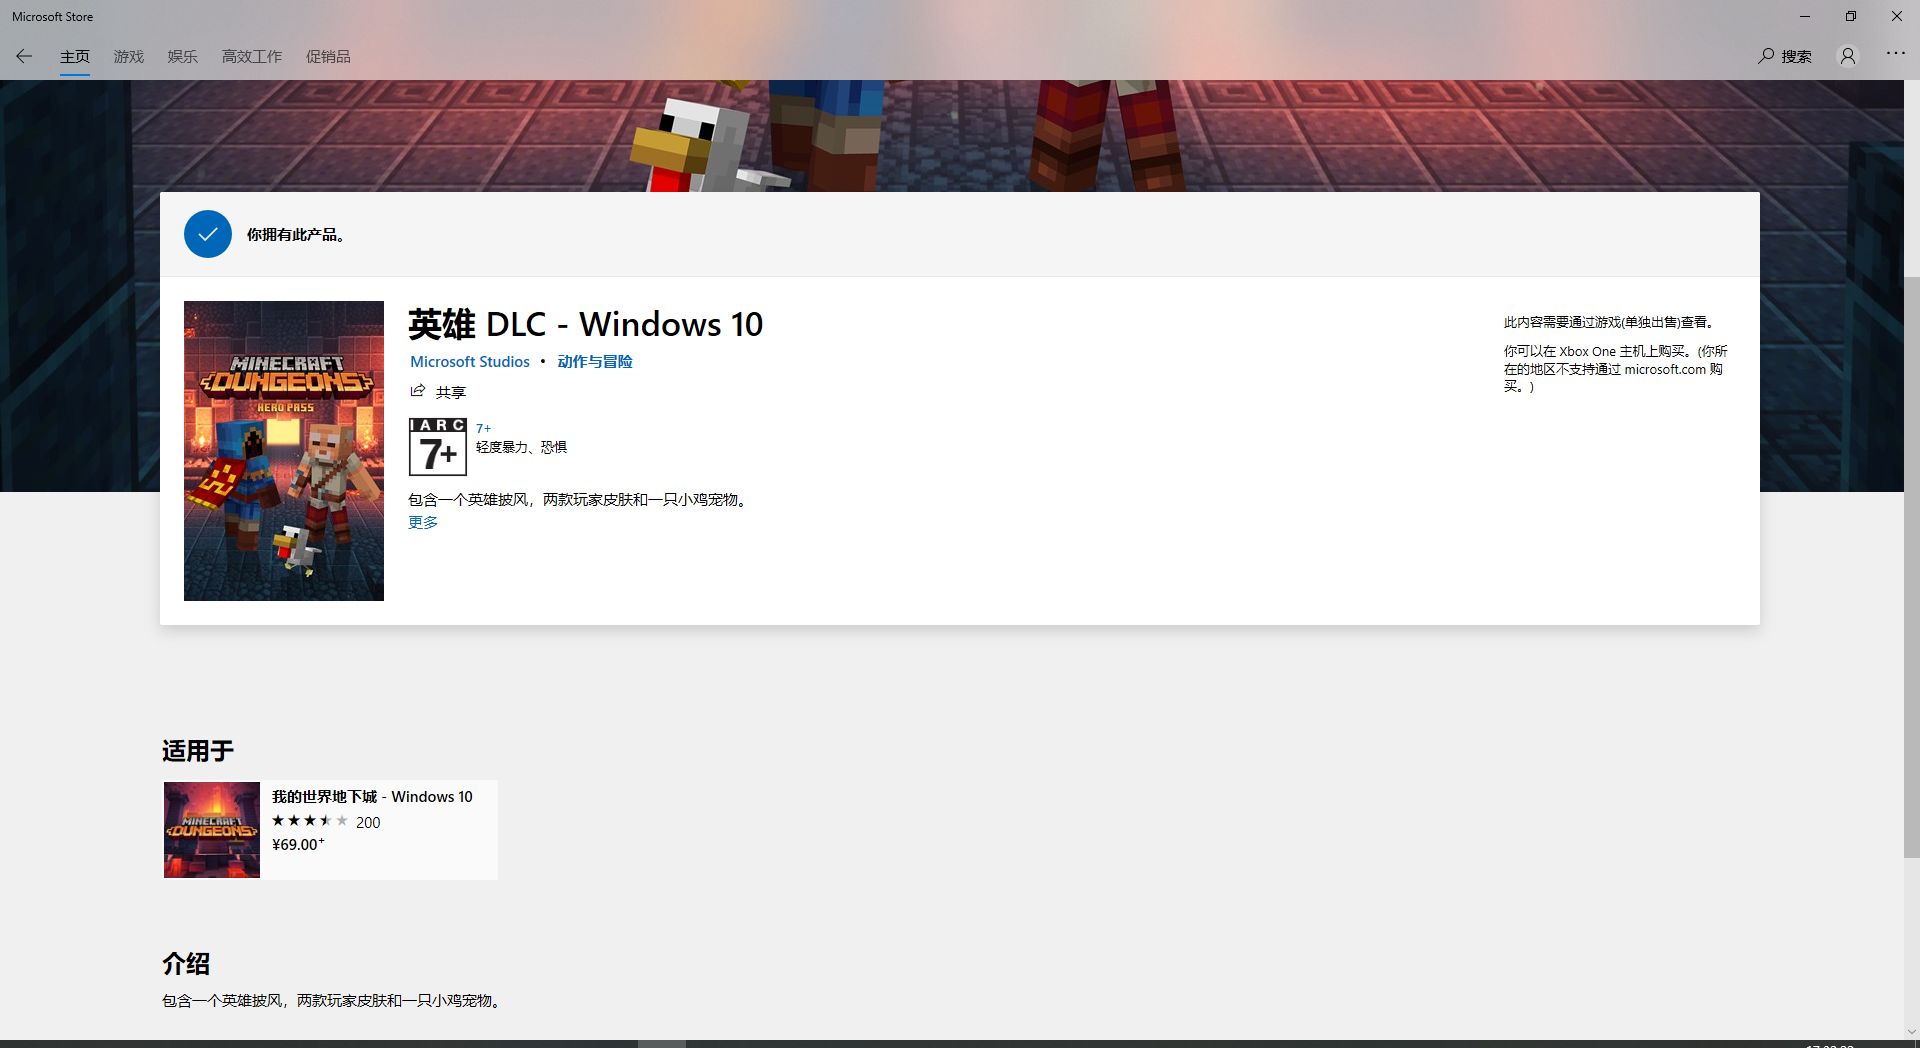 Microsoft Store
主页 游戏 娱乐 高效工作 促销品 搜索
你拥有此产品。
MINECRAFT
DUNGEONS
HERO PASS
英雄 DLC - Windows 10
Microsoft Studios • 动作与冒险
共享
IARC
7+
7+
轻度暴力、恐惧
包含一个英雄披风，两款玩家皮肤和一只小鸡宠物。
更多
此内容需要通过游戏(单独出售)查看。
你可以在 Xbox One 主机上购买。(你所
在的地区不支持通过 microsoft.com 购
买。)
适用于
MINECRAFT
DUNGEONS
我的世界地下城 - Windows 10
200
¥69.00+
介绍
包含一个英雄披风，两款玩家皮肤和一只小鸡宠物。